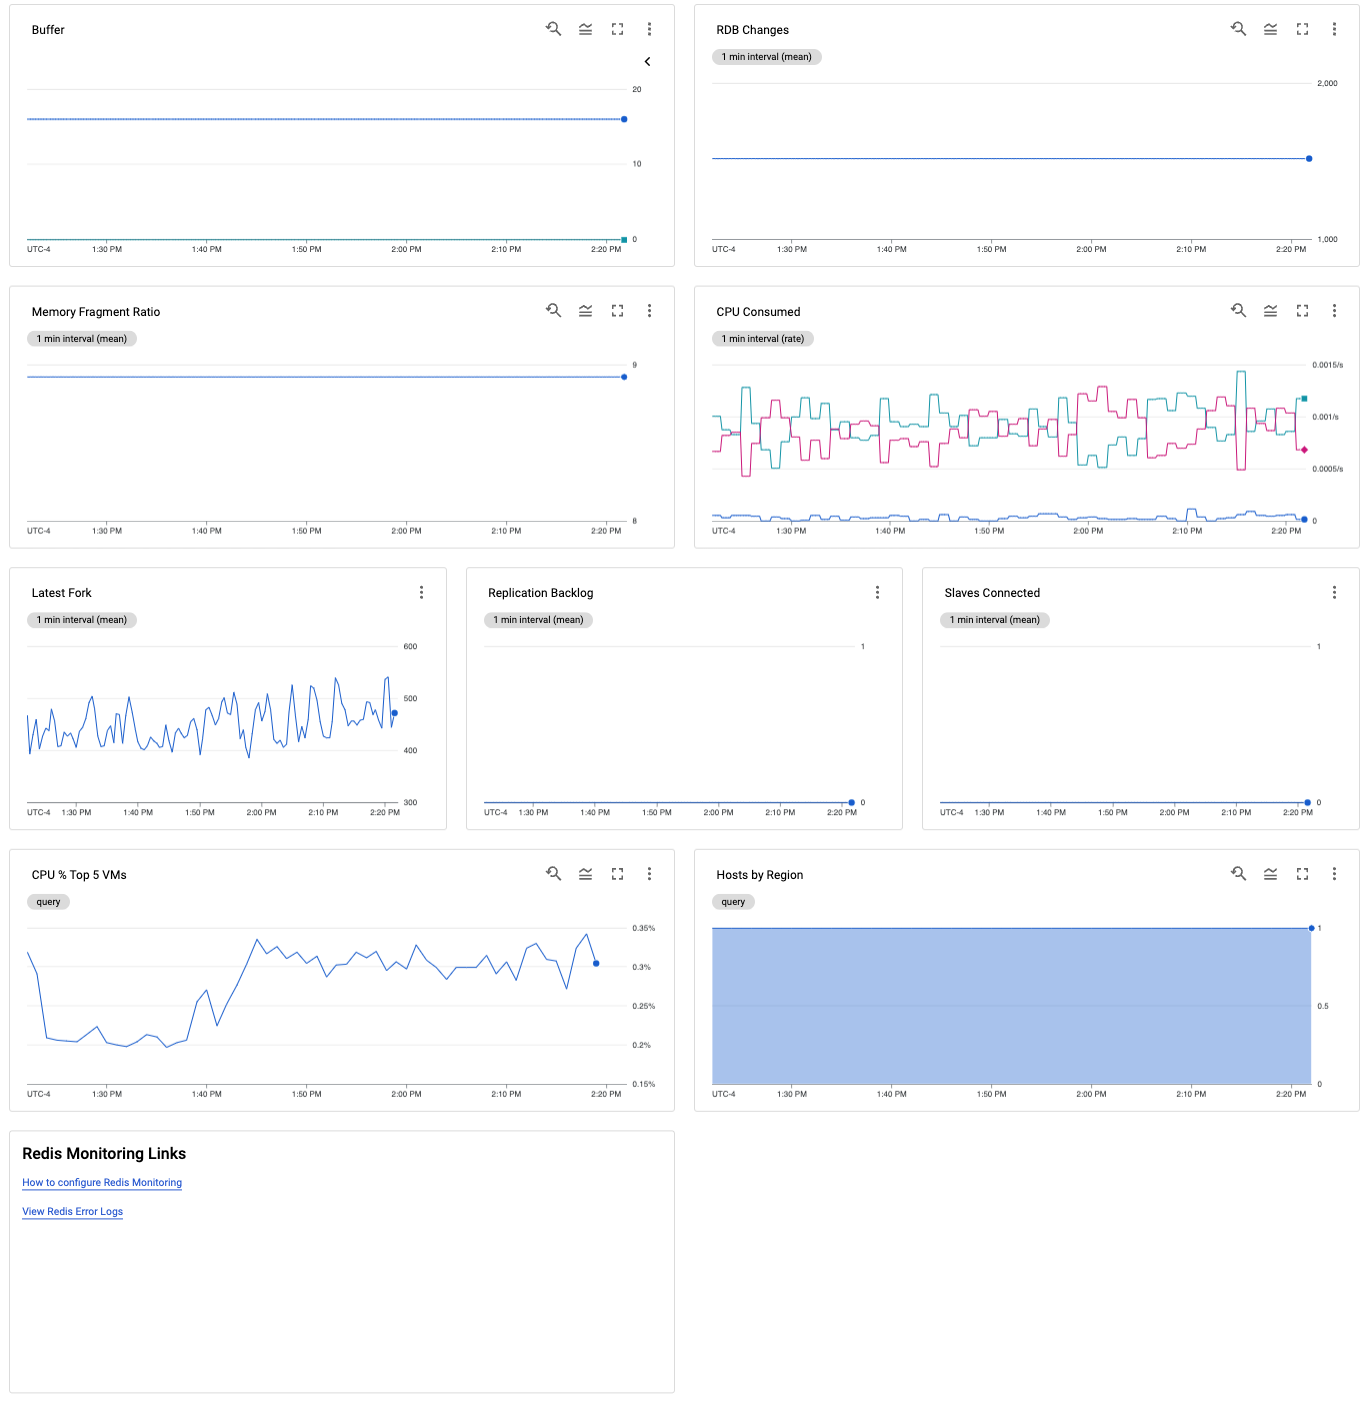 Buffer
20
10
0
UTC-4 1:30 PM 1:40 PM 1:50 PM 2:00 PM 2:10 PM 2:20 PM
RDB Changes
1 min interval (mean)
2,000
1,000
UTC-4 1:30 PM 1:40 PM 1:50 PM 2:00 PM 2:10 PM 2:20 PM
Memory Fragment Ratio
1 min interval (mean)
9
8
UTC-4 1:30 PM 1:40 PM 1:50 PM 2:00 PM 2:10 PM 2:20 PM
CPU Consumed
1 min interval (rate)
0.0015/s
0.001/s
0.0005/s
0
UTC-4 1:30 PM 1:40 PM 1:50 PM 2:00 PM 2:10 PM 2:20 PM
Latest Fork
1 min interval (mean)
600
500
400
300
UTC-4 1:30 PM 1:40 PM 1:50 PM 2:00 PM 2:10 PM 2:20 PM
Replication Backlog
1 min interval (mean)
1
0
UTC-4 1:30 PM 1:40 PM 1:50 PM 2:00 PM 2:10 PM 2:20 PM
Slaves Connected
1 min interval (mean)
1
0
UTC-4 1:30 PM 1:40 PM 1:50 PM 2:00 PM 2:10 PM 2:20 PM
CPU % Top 5 VMs
query
0.35%
0.3%
0.25%
0.2%
0.15%
UTC-4 1:30 PM 1:40 PM 1:50 PM 2:00 PM 2:10 PM 2:20 PM
Hosts by Region
query
1
0.5
0
UTC-4 1:30 PM 1:40 PM 1:50 PM 2:00 PM 2:10 PM 2:20 PM
Redis Monitoring Links
How to configure Redis Monitoring
View Redis Error Logs